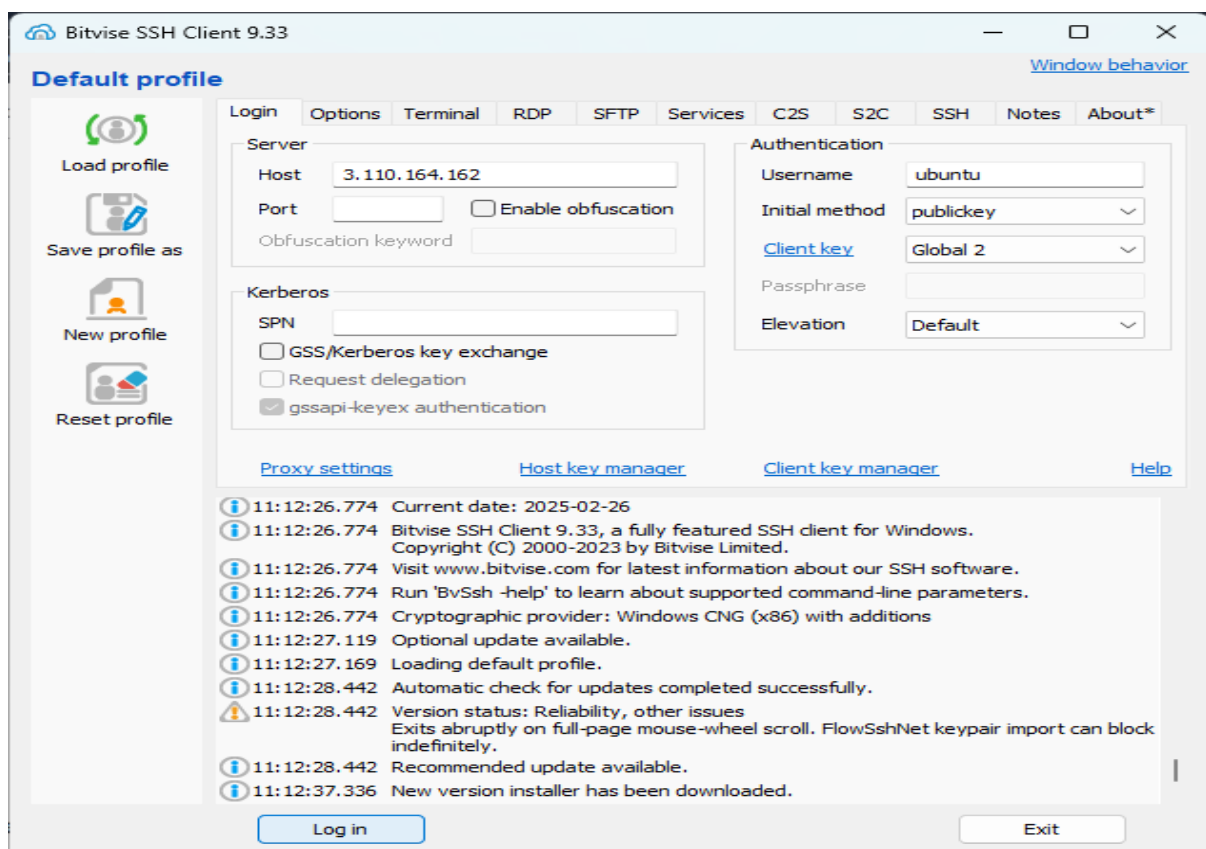 Bitvise SSH Client 9.33
Window behavior
Default profile
Load profile
Save profile as
New profile
Reset profile
Login Options Terminal RDP SFTP Services C2S S2C SSH Notes About*
Server
Host 3.110.164.162
Port Enable obfuscation
Obfuscation keyword
Kerberos
SPN
GSS/Kerberos key exchange
Request delegation
gssapi-keyex authentication
Authentication
Username ubuntu
Initial method publickey
Client key Global 2
Passphrase
Elevation Default
Proxy settings Host key manager Client key manager Help
11:12:26.774 Current date: 2025-02-26
11:12:26.774 Bitvise SSH Client 9.33, a fully featured SSH client for Windows.
Copyright (C) 2000-2023 by Bitvise Limited.
11:12:26.774 Visit www.bitvise.com for latest information about our SSH software.
11:12:26.774 Run 'BvSsh -help' to learn about supported command-line parameters.
11:12:26.774 Cryptographic provider: Windows CNG (x86) with additions
11:12:27.119 Optional update available.
11:12:27.169 Loading default profile.
11:12:28.442 Automatic check for updates completed successfully.
11:12:28.442 Version status: Reliability, other issues
Exits abruptly on full-page mouse-wheel scroll. FlowSshNet keypair import can block
indefinitely.
11:12:28.442 Recommended update available.
11:12:37.336 New version installer has been downloaded.
Log in Exit